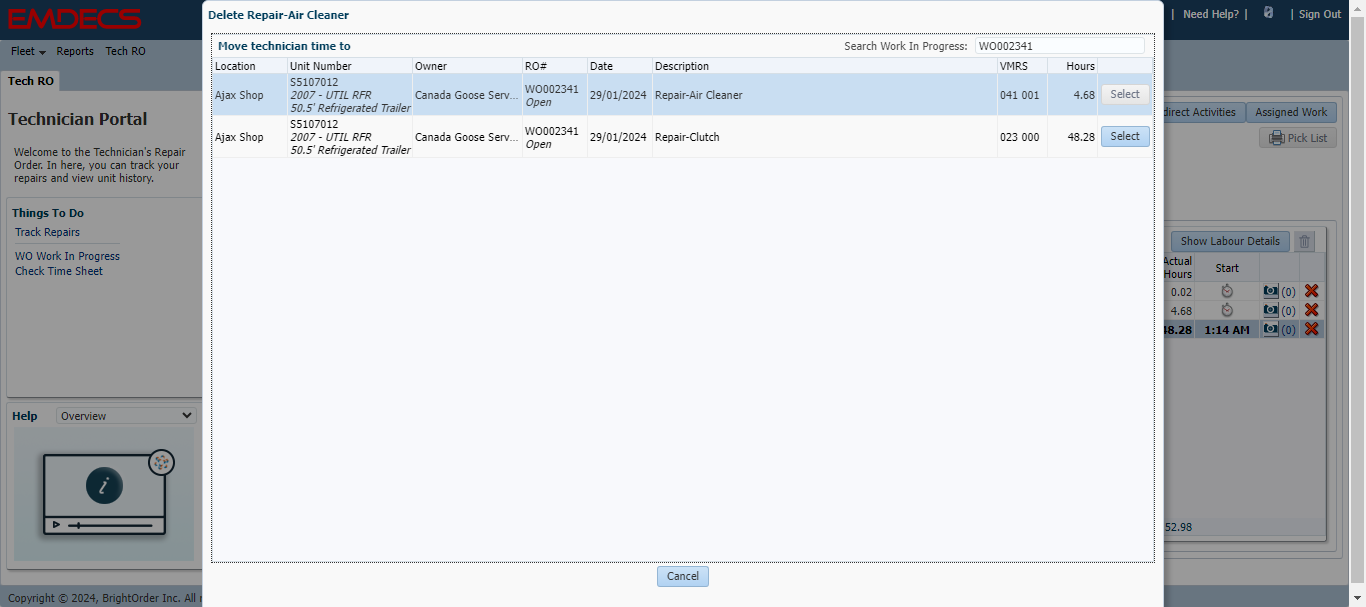 EMDECS
| Need Help? | | Sign Out
Fleet Reports Tech RO
Tech RO
Technician Portal
Welcome to the Technician's Repair
Order. In here, you can track your
repairs and view unit history.
Things To Do
Track Repairs
WO Work In Progress
Check Time Sheet
Help Overview
i
Copyright © 2024, BrightOrder Inc. All
Delete Repair-Air Cleaner
Move technician time to Search Work In Progress: WO002341
Location Unit Number Owner RO# Date Description VMRS Hours
Ajax Shop S5107012 2007 - UTIL RFR 50.5' Refrigerated Trailer Canada Goose Serv... WO002341 Open 29/01/2024 Repair-Air Cleaner 041 001 4.68 Select
Ajax Shop S5107012 2007 - UTIL RFR 50.5' Refrigerated Trailer Canada Goose Serv... WO002341 Open 29/01/2024 Repair-Clutch 023 000 48.28 Select
Cancel
direct Activities Assigned Work
Pick List
Show Labour Details
Actual Hours Start
0.02 (0)
4.68 (0)
48.28 1:14 AM (0)
52.98